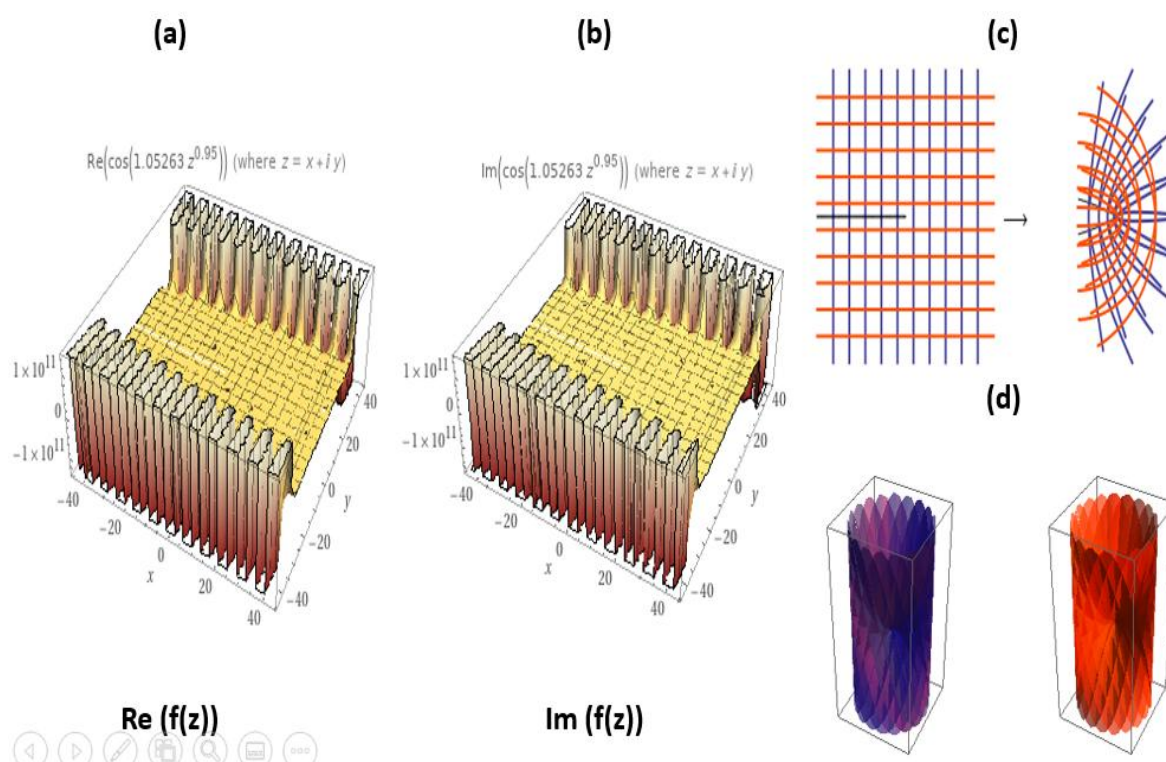 (a)
(b)
(c)
Re(cos(1.05263 z^0.95)) (where z = x + i y)
Im(cos(1.05263 z^0.95)) (where z = x + i y)
1×10^11
0
−1×10^11
−40
−20
0
20
40
x
40
20
0
−20
−40
y
1×10^11
0
−1×10^11
−40
−20
0
20
40
x
40
20
0
−20
−40
y
(d)
Re (f(z))
Im (f(z))